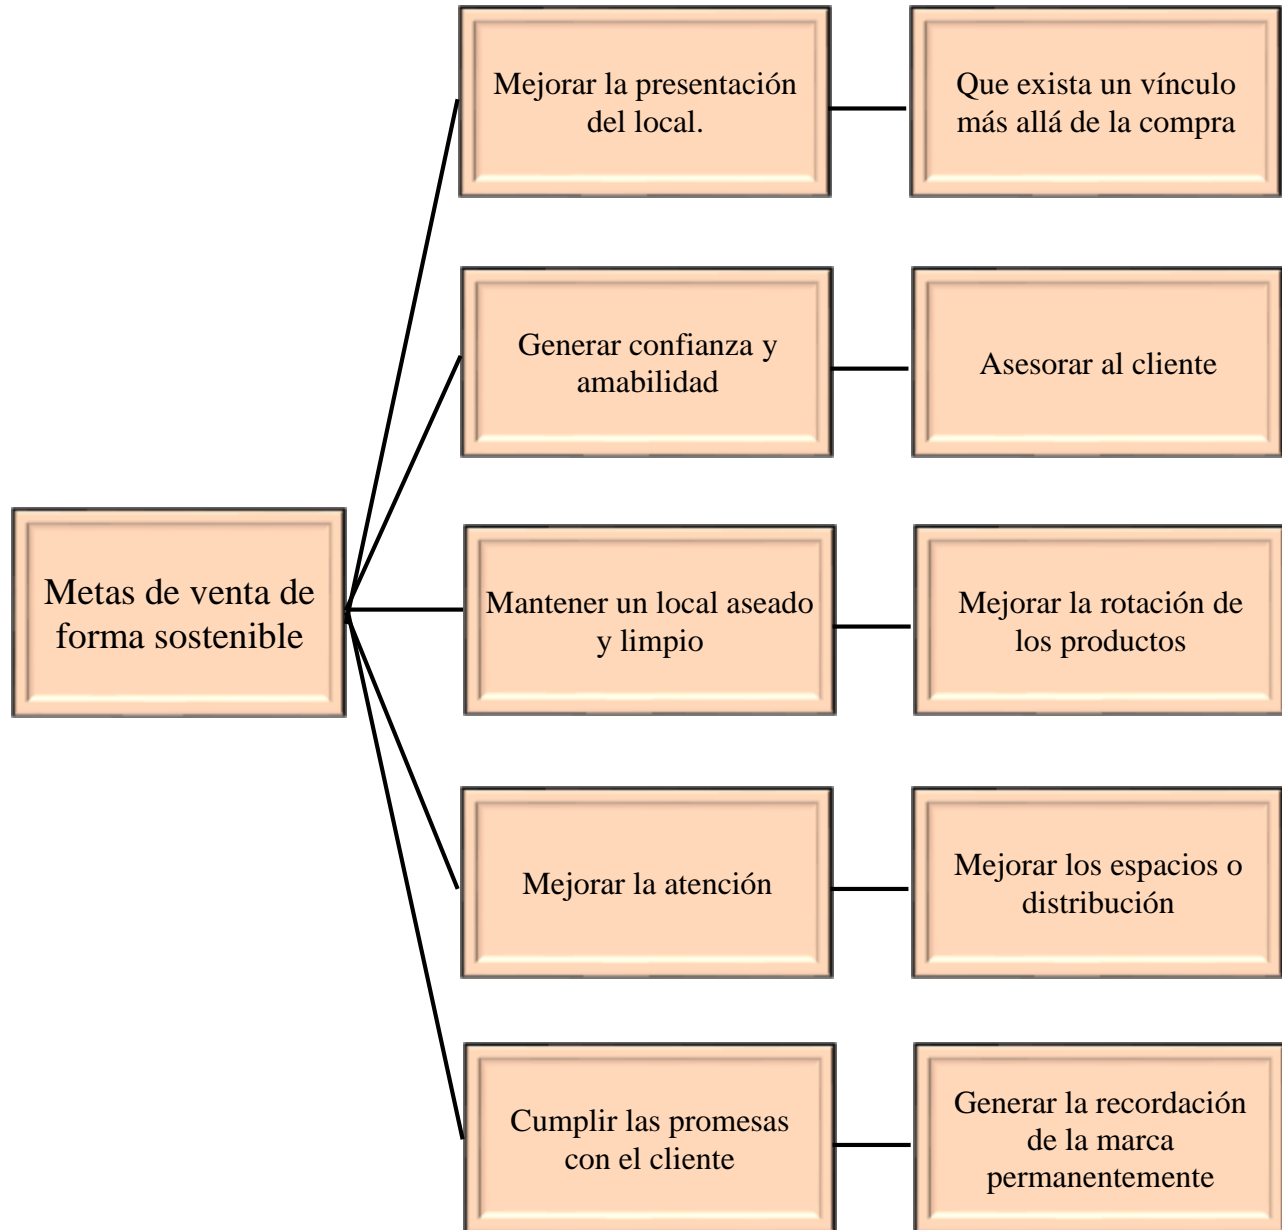 Mejorar la presentación
del local.
Que exista un vínculo
más allá de la compra
Generar confianza y
amabilidad
Asesorar al cliente
Metas de venta de
forma sostenible
Mantener un local aseado
y limpio
Mejorar la rotación de
los productos
Mejorar la atención
Mejorar los espacios o
distribución
Cumplir las promesas
con el cliente
Generar la recordación
de la marca
permanentemente